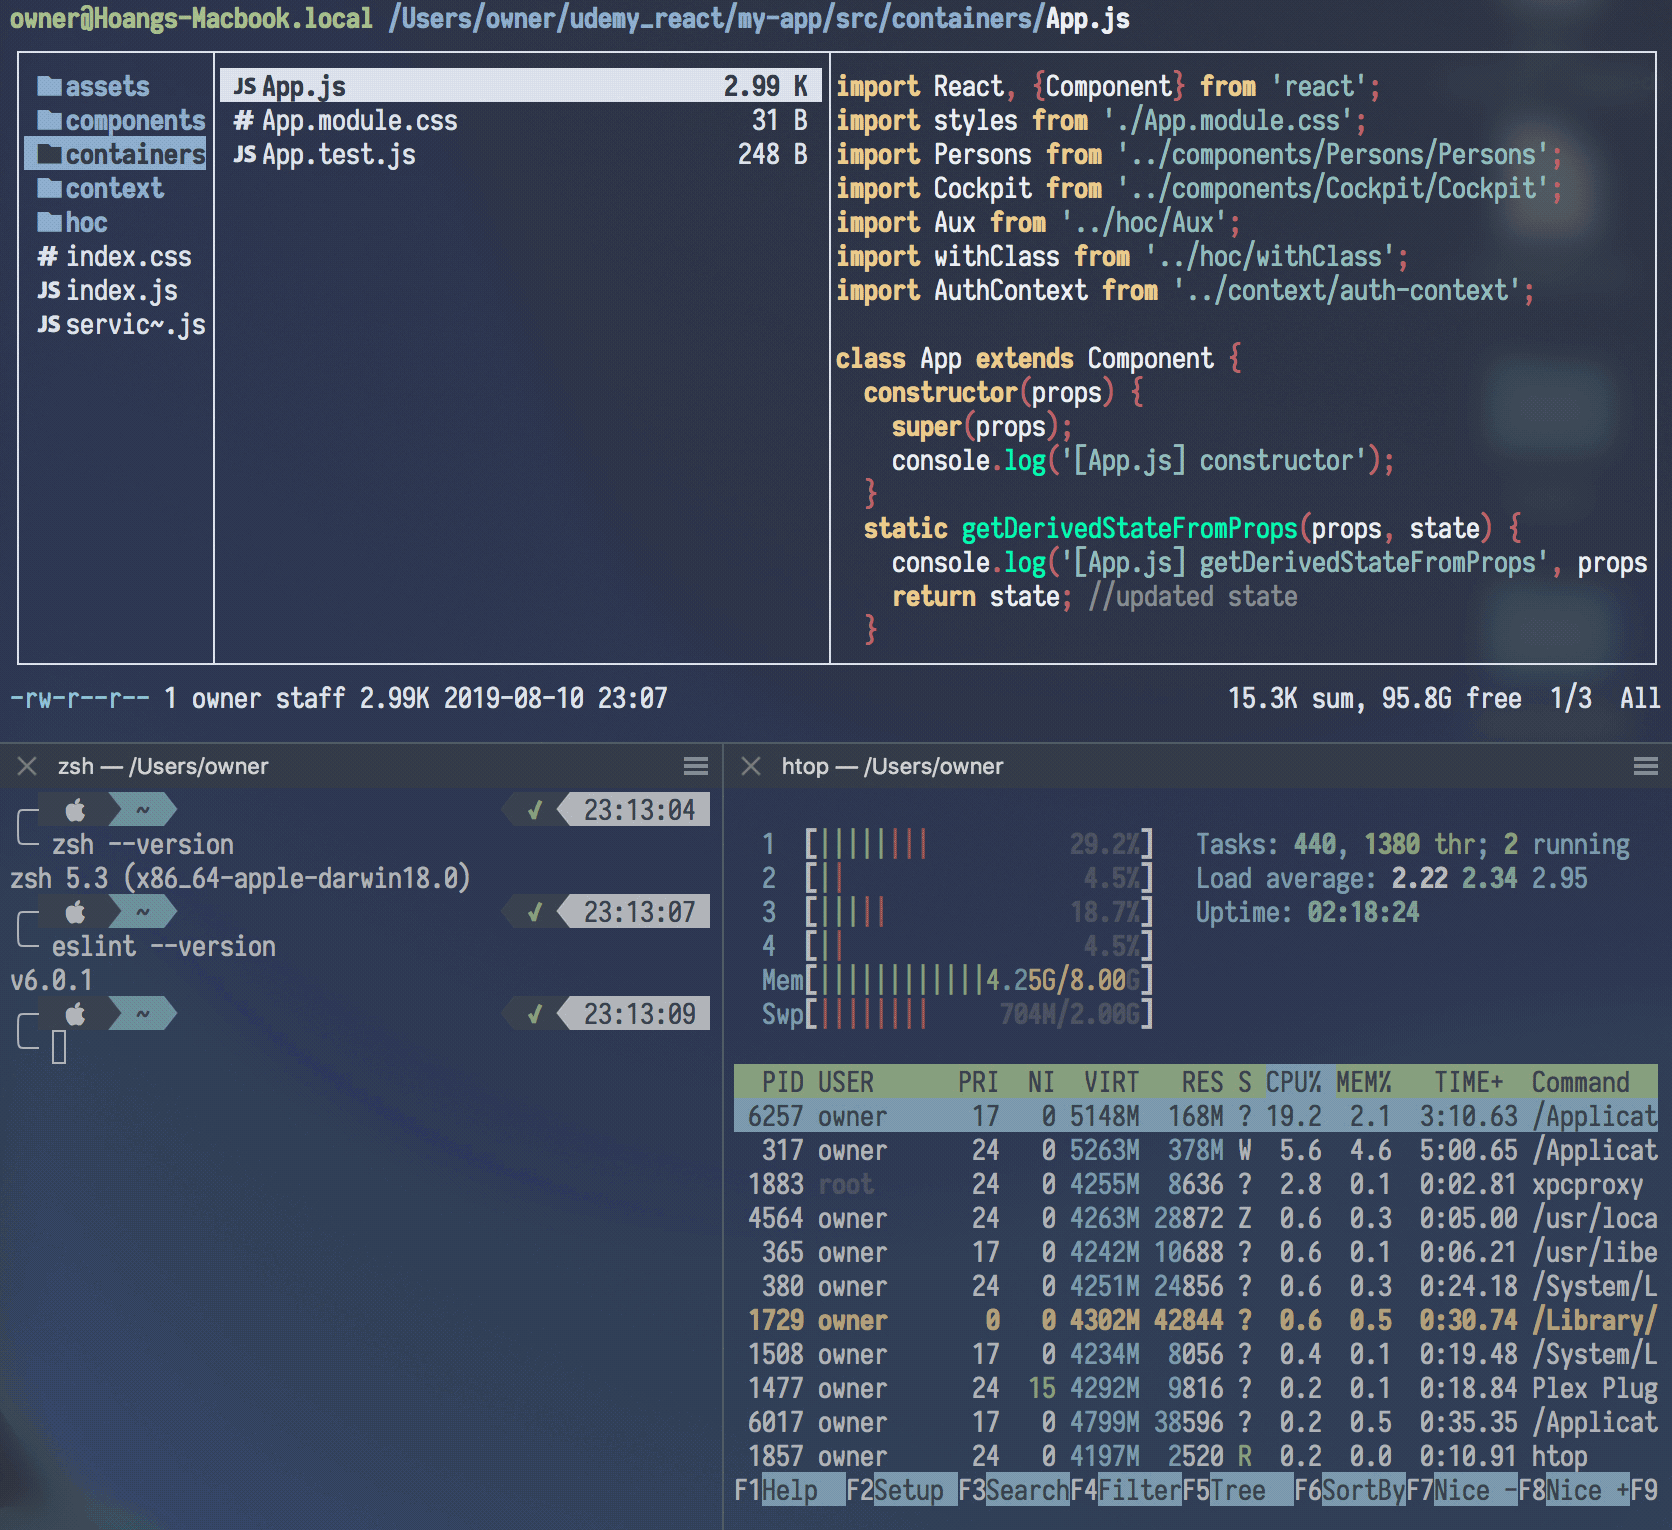 owner@Hoangs-Macbook.local /Users/owner/udemy_react/my-app/src/containers/App.js
assets
components
containers
context
hoc
# index.css
JS index.js
JS servic~.js
JS App.js 2.99 K
# App.module.css 31 B
JS App.test.js 248 B
import React, {Component} from 'react';
import styles from './App.module.css';
import Persons from '../components/Persons/Persons';
import Cockpit from '../components/Cockpit/Cockpit';
import Aux from '../hoc/Aux';
import withClass from '../hoc/withClass';
import AuthContext from '../context/auth-context';
class App extends Component {
constructor(props) {
super(props);
console.log('[App.js] constructor');
}
static getDerivedStateFromProps(props, state) {
console.log('[App.js] getDerivedStateFromProps', props
return state; //updated state
}
-rw-r--r-- 1 owner staff 2.99K 2019-08-10 23:07 15.3K sum, 95.8G free 1/3 All
zsh — /Users/owner
~ ✓ 23:13:04
zsh --version
zsh 5.3 (x86_64-apple-darwin18.0)
~ ✓ 23:13:07
eslint --version
v6.0.1
~ ✓ 23:13:09
htop — /Users/owner
1 [|||||||| 29.2%]
2 [|| 4.5%]
3 [||||| 18.7%]
4 [|| 4.5%]
Mem[||||||||||||4.25G/8.00G]
Swp[|||||||| 704M/2.00G]
Tasks: 440, 1380 thr; 2 running
Load average: 2.22 2.34 2.95
Uptime: 02:18:24
PID USER PRI NI VIRT RES S CPU% MEM% TIME+ Command
6257 owner 17 0 5148M 168M ? 19.2 2.1 3:10.63 /Applicat
317 owner 24 0 5263M 378M W 5.6 4.6 5:00.65 /Applicat
1883 root 24 0 4255M 8636 ? 2.8 0.1 0:02.81 xpcproxy
4564 owner 24 0 4263M 28872 Z 0.6 0.3 0:05.00 /usr/loca
365 owner 17 0 4242M 10688 ? 0.6 0.1 0:06.21 /usr/libe
380 owner 24 0 4251M 24856 ? 0.6 0.3 0:24.18 /System/L
1729 owner 0 0 4302M 42844 ? 0.6 0.5 0:30.74 /Library/
1508 owner 17 0 4234M 8056 ? 0.4 0.1 0:19.48 /System/L
1477 owner 24 15 4292M 9816 ? 0.2 0.1 0:18.84 Plex Plug
6017 owner 17 0 4799M 38596 ? 0.2 0.5 0:35.35 /Applicat
1857 owner 24 0 4197M 2520 R 0.2 0.0 0:10.91 htop
F1Help F2Setup F3SearchF4FilterF5Tree F6SortByF7Nice -F8Nice +F9